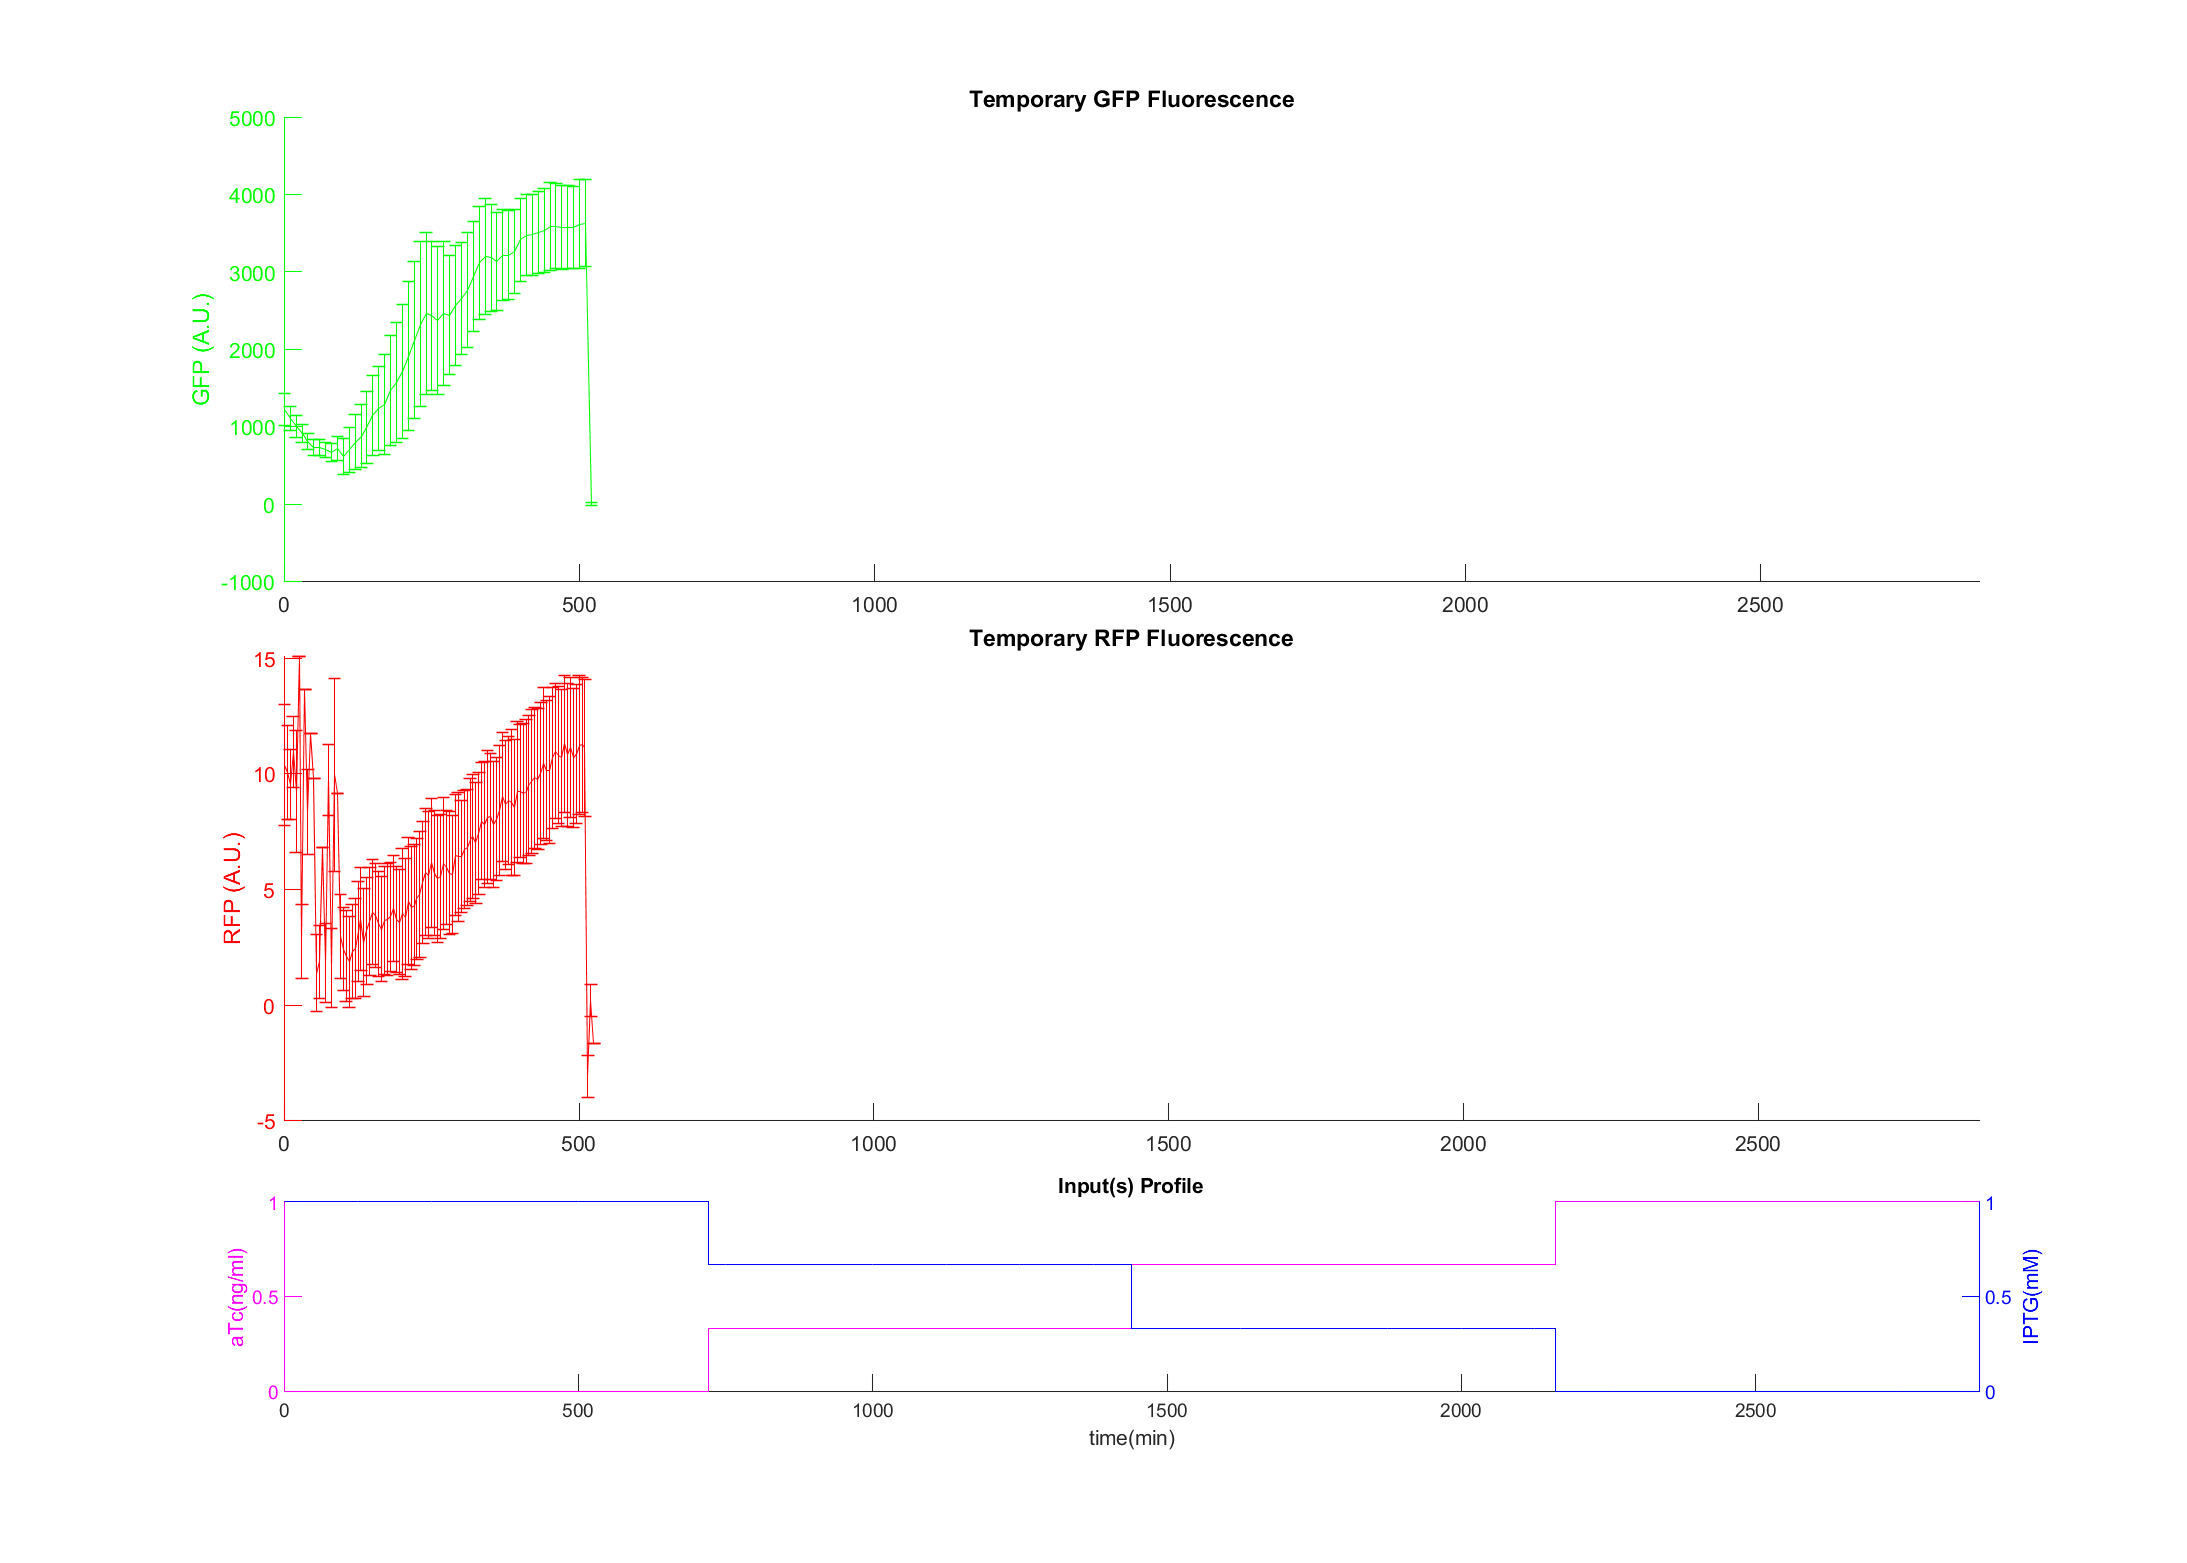 Temporary GFP Fluorescence
5000
4000
3000
2000
1000
0
-1000
GFP (A.U.)
0 500 1000 1500 2000 2500
Temporary RFP Fluorescence
15
10
5
0
-5
RFP (A.U.)
0 500 1000 1500 2000 2500
Input(s) Profile
1
0.5
0
aTc(ng/ml)
1
0.5
0
IPTG(mM)
0 500 1000 1500 2000 2500
time(min)